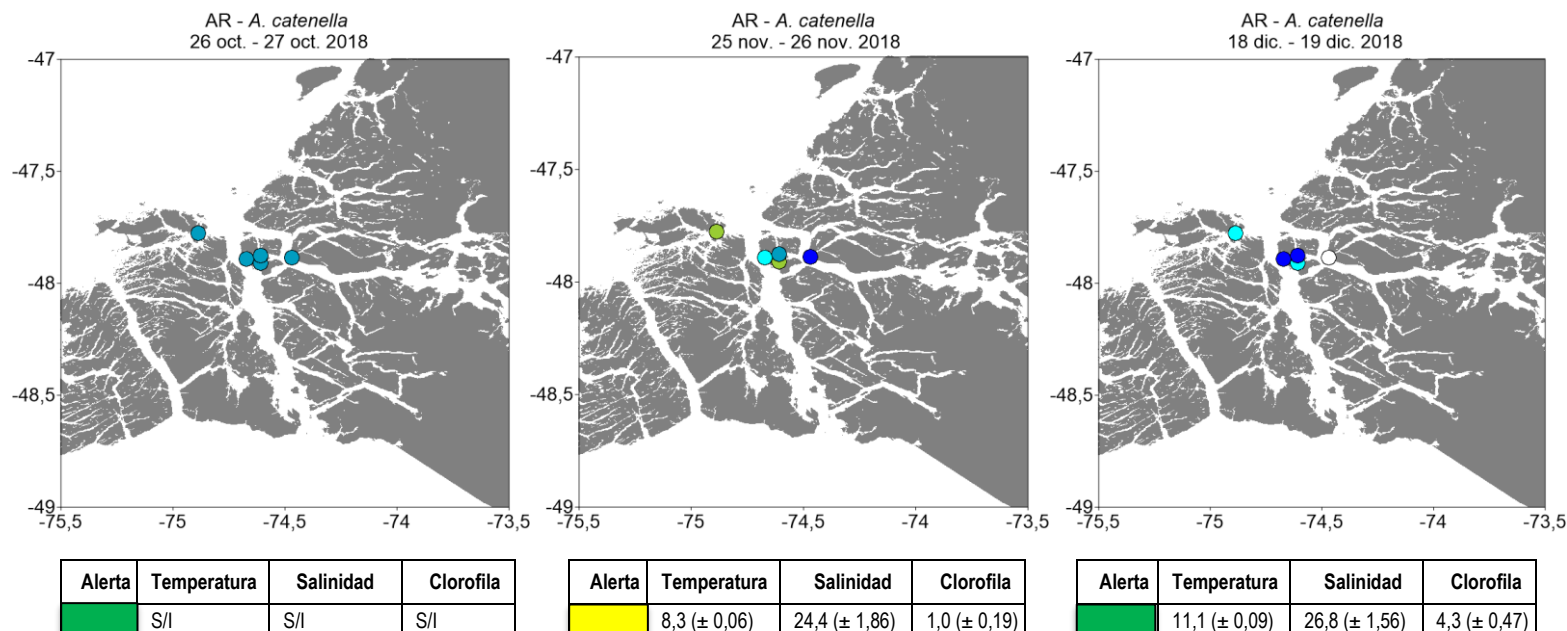 AR - A. catenella
26 oct. - 27 oct. 2018
-47
-47,5
-48
-48,5
-49
-75,5
-75
-74,5
-74
-73,5
AR - A. catenella
25 nov. - 26 nov. 2018
-47
-47,5
-48
-48,5
-49
-75,5
-75
-74,5
-74
-73,5
AR - A. catenella
18 dic. - 19 dic. 2018
-47
-47,5
-48
-48,5
-49
-75,5
-75
-74,5
-74
-73,5
Alerta Temperatura Salinidad Clorofila
S/I S/I S/I
Alerta Temperatura Salinidad Clorofila
8,3 (± 0,06) 24,4 (± 1,86) 1,0 (± 0,19)
Alerta Temperatura Salinidad Clorofila
11,1 (± 0,09) 26,8 (± 1,56) 4,3 (± 0,47)